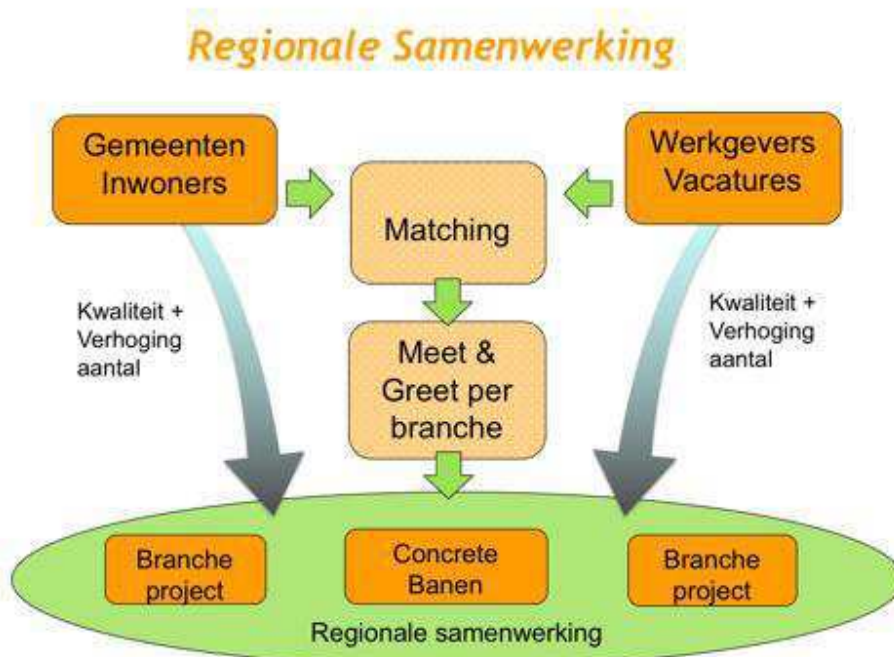 Regionale Samenwerking
Gemeenten
Inwoners
Werkgevers
Vacatures
Matching
Kwaliteit +
Verhoging
aantal
Kwaliteit +
Verhoging
aantal
Meet &
Greet per
branche
Branche
project
Concrete
Banen
Branche
project
Regionale samenwerking